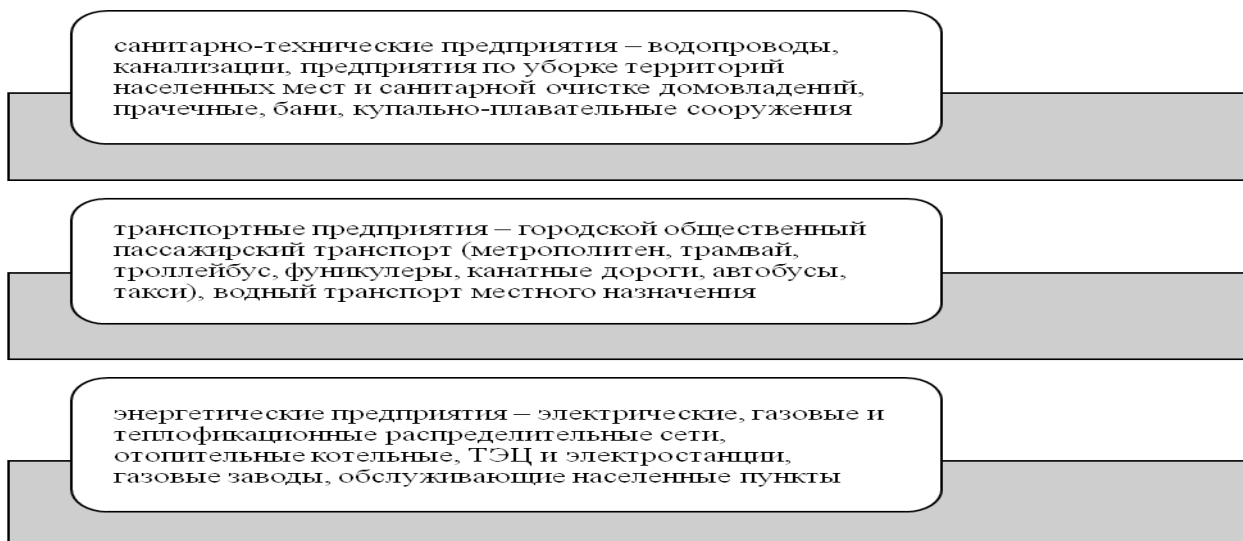 санитарно-технические предприятия – водопроводы,
канализации, предприятия по уборке территорий
населенных мест и санитарной очистке домовладений,
прачечные, бани, купально-плавательные сооружения
транспортные предприятия – городской общественный
пассажирский транспорт (метрополитен, трамвай,
троллейбус, фуникулеры, канатные дороги, автобусы,
такси), водный транспорт местного назначения
энергетические предприятия – электрические, газовые и
теплофикационные распределительные сети,
отопительные котельные, ТЭЦ и электростанции,
газовые заводы, обслуживающие населенные пункты